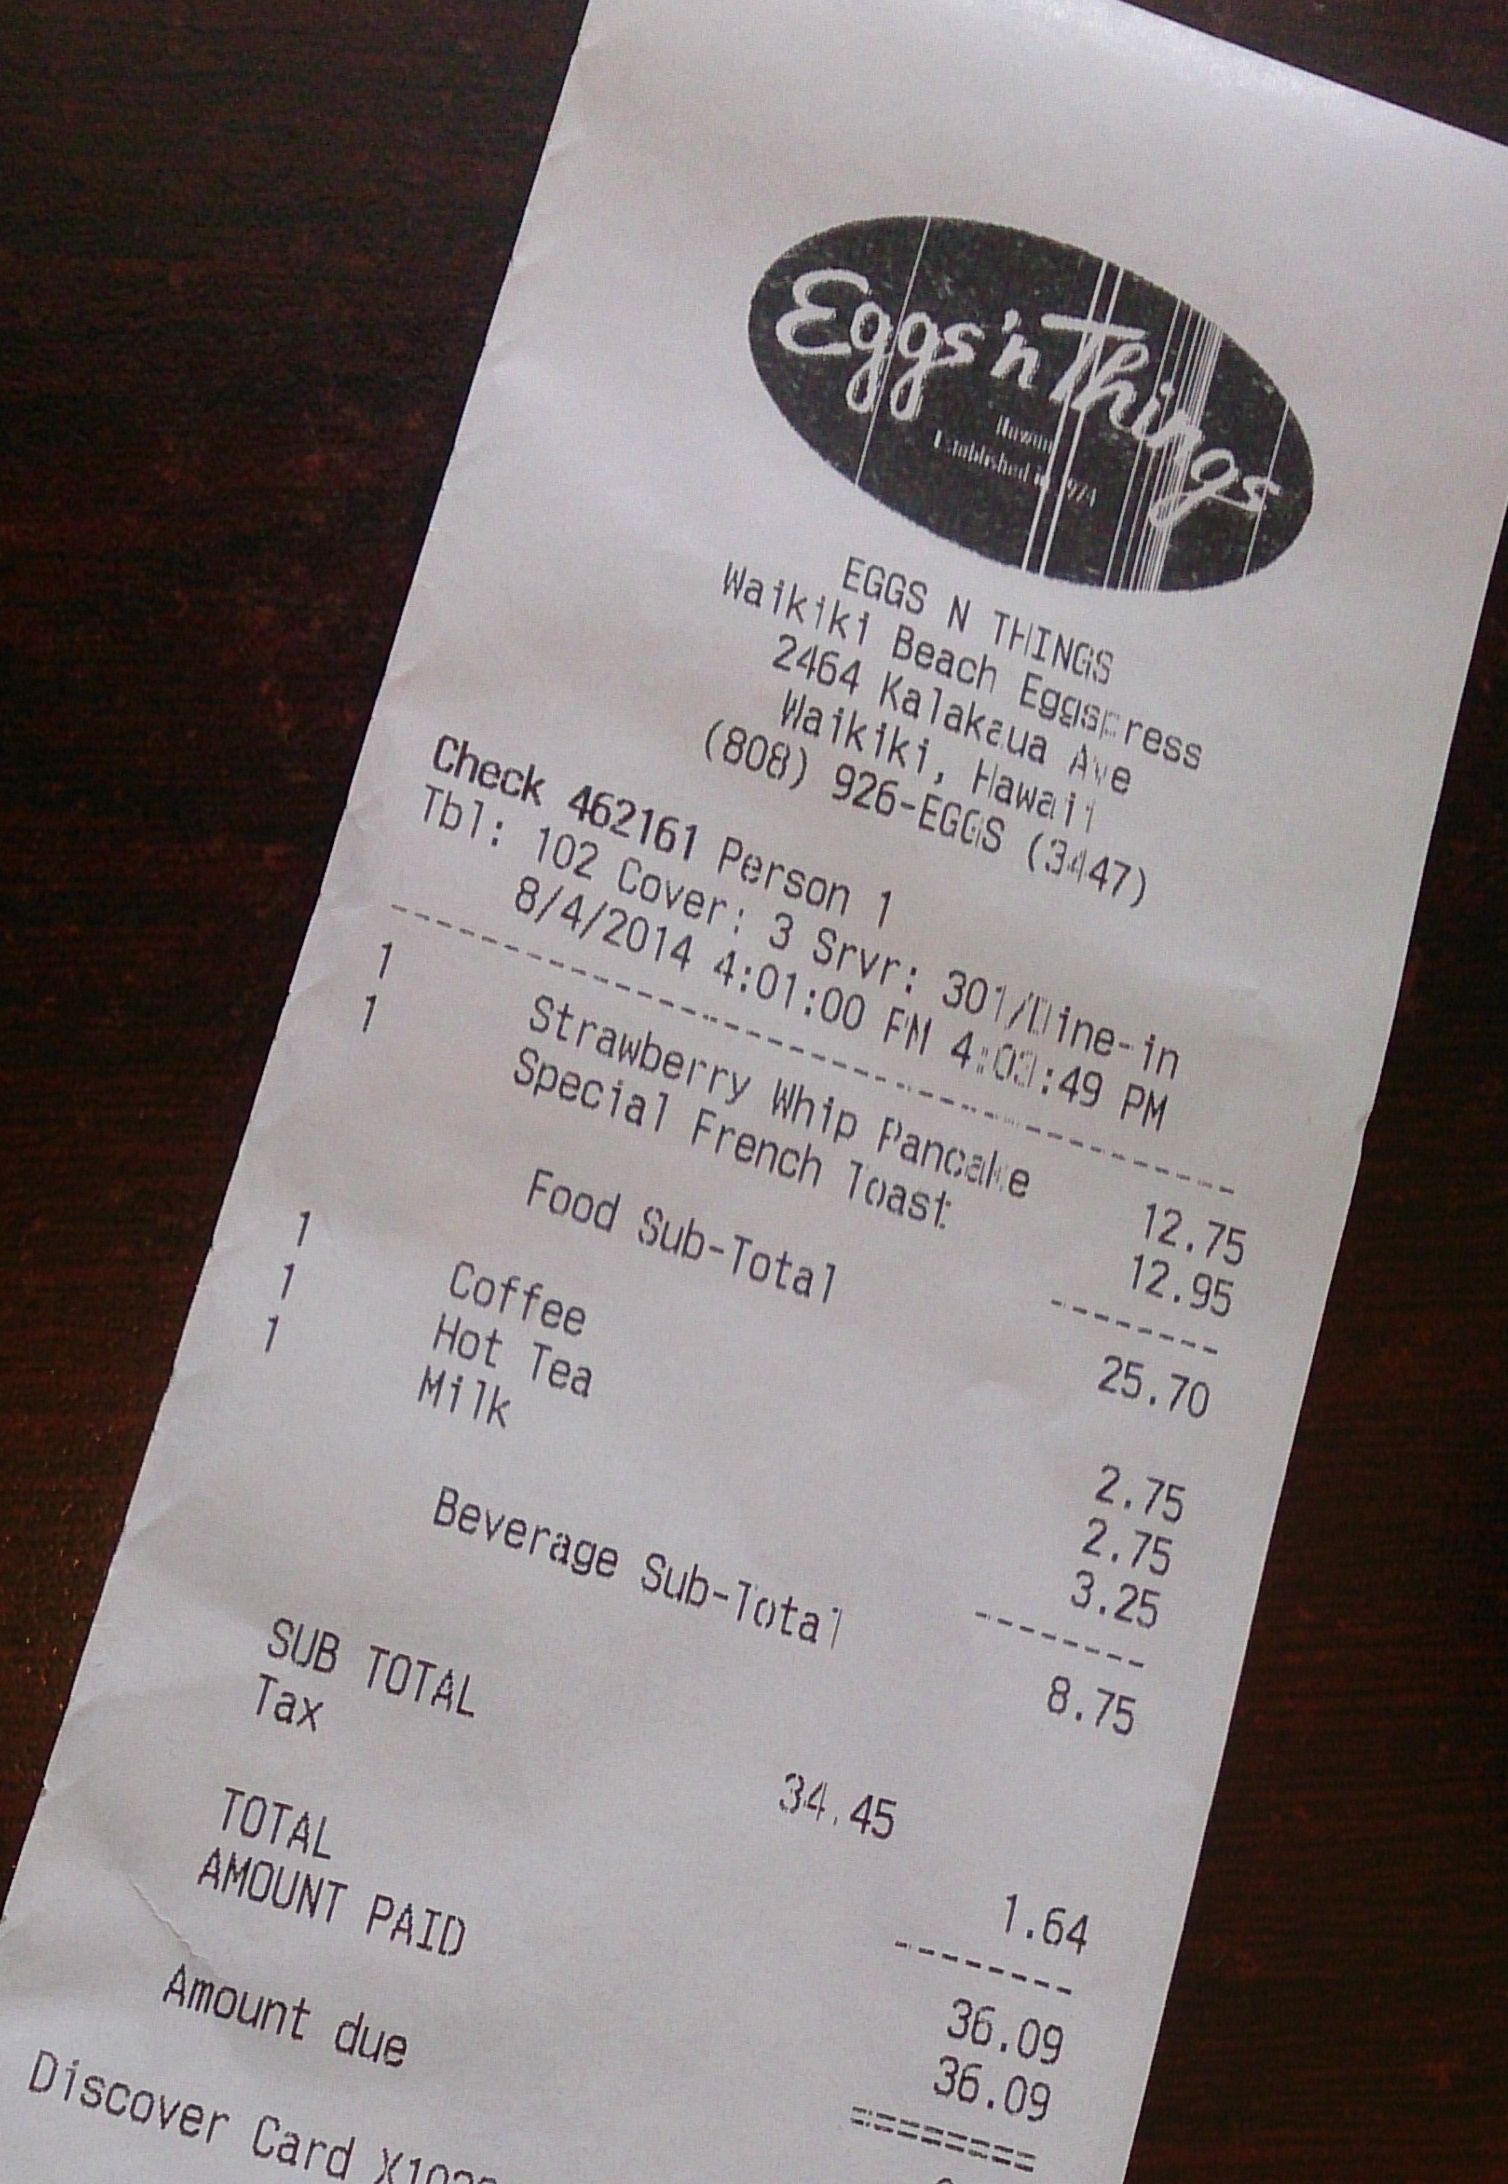 Eggs 'n Things
Hawaii
Established in 1974
EGGS N THINGS
Waikiki Beach Eggspress
2464 Kalakaua Ave
Waikiki, Hawaii
(808) 926-EGGS (3447)
Check 462161 Person 1
Tbl: 102 Cover: 3 Srvr: 301/Dine-in
8/4/2014 4:01:00 PM 4:03:49 PM
1 Strawberry Whip Pancake 12.75
1 Special French Toast 12.95
Food Sub-Total 25.70
1 Coffee 2.75
1 Hot Tea 2.75
1 Milk 3.25
Beverage Sub-Total 8.75
SUB TOTAL 34.45
Tax 1.64
TOTAL 36.09
AMOUNT PAID 36.09
Amount due
Discover Card